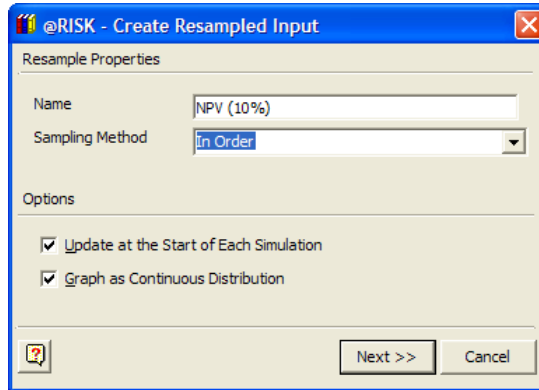 @RISK - Create Resampled Input
Resample Properties
Name
NPV (10%)
Sampling Method
In Order
Options
Update at the Start of Each Simulation
Graph as Continuous Distribution
Next >>
Cancel